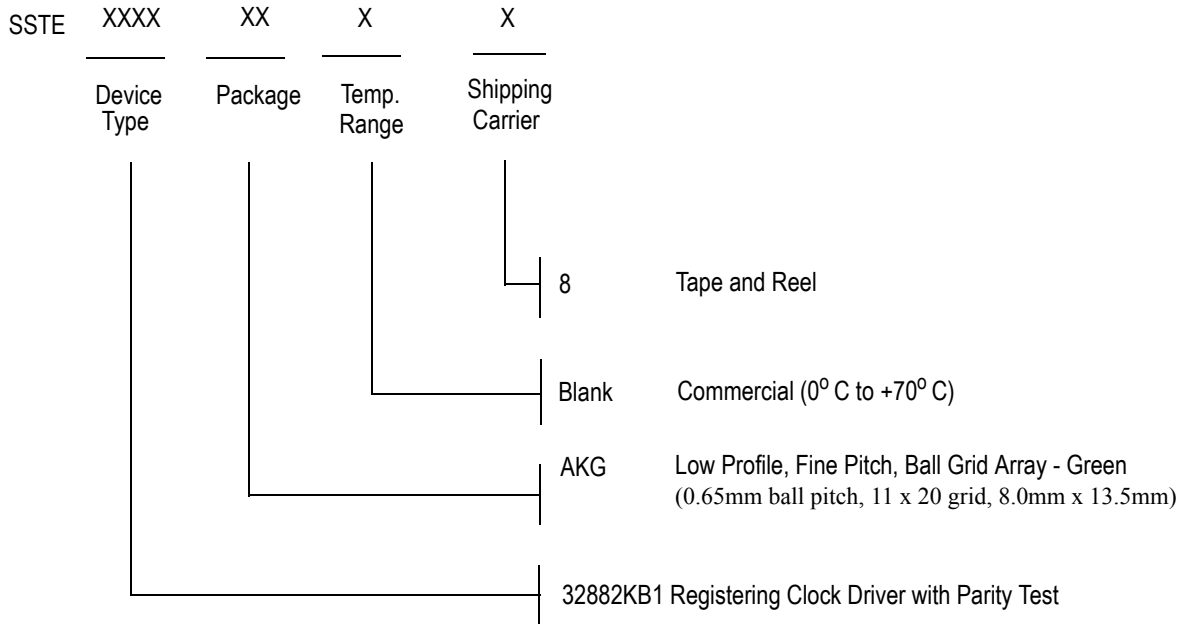 SSTE XXXX XX X X
Device Type
Package
Temp. Range
Shipping Carrier
8 Tape and Reel
Blank Commercial (0º C to +70º C)
AKG Low Profile, Fine Pitch, Ball Grid Array - Green
(0.65mm ball pitch, 11 x 20 grid, 8.0mm x 13.5mm)
32882KB1 Registering Clock Driver with Parity Test